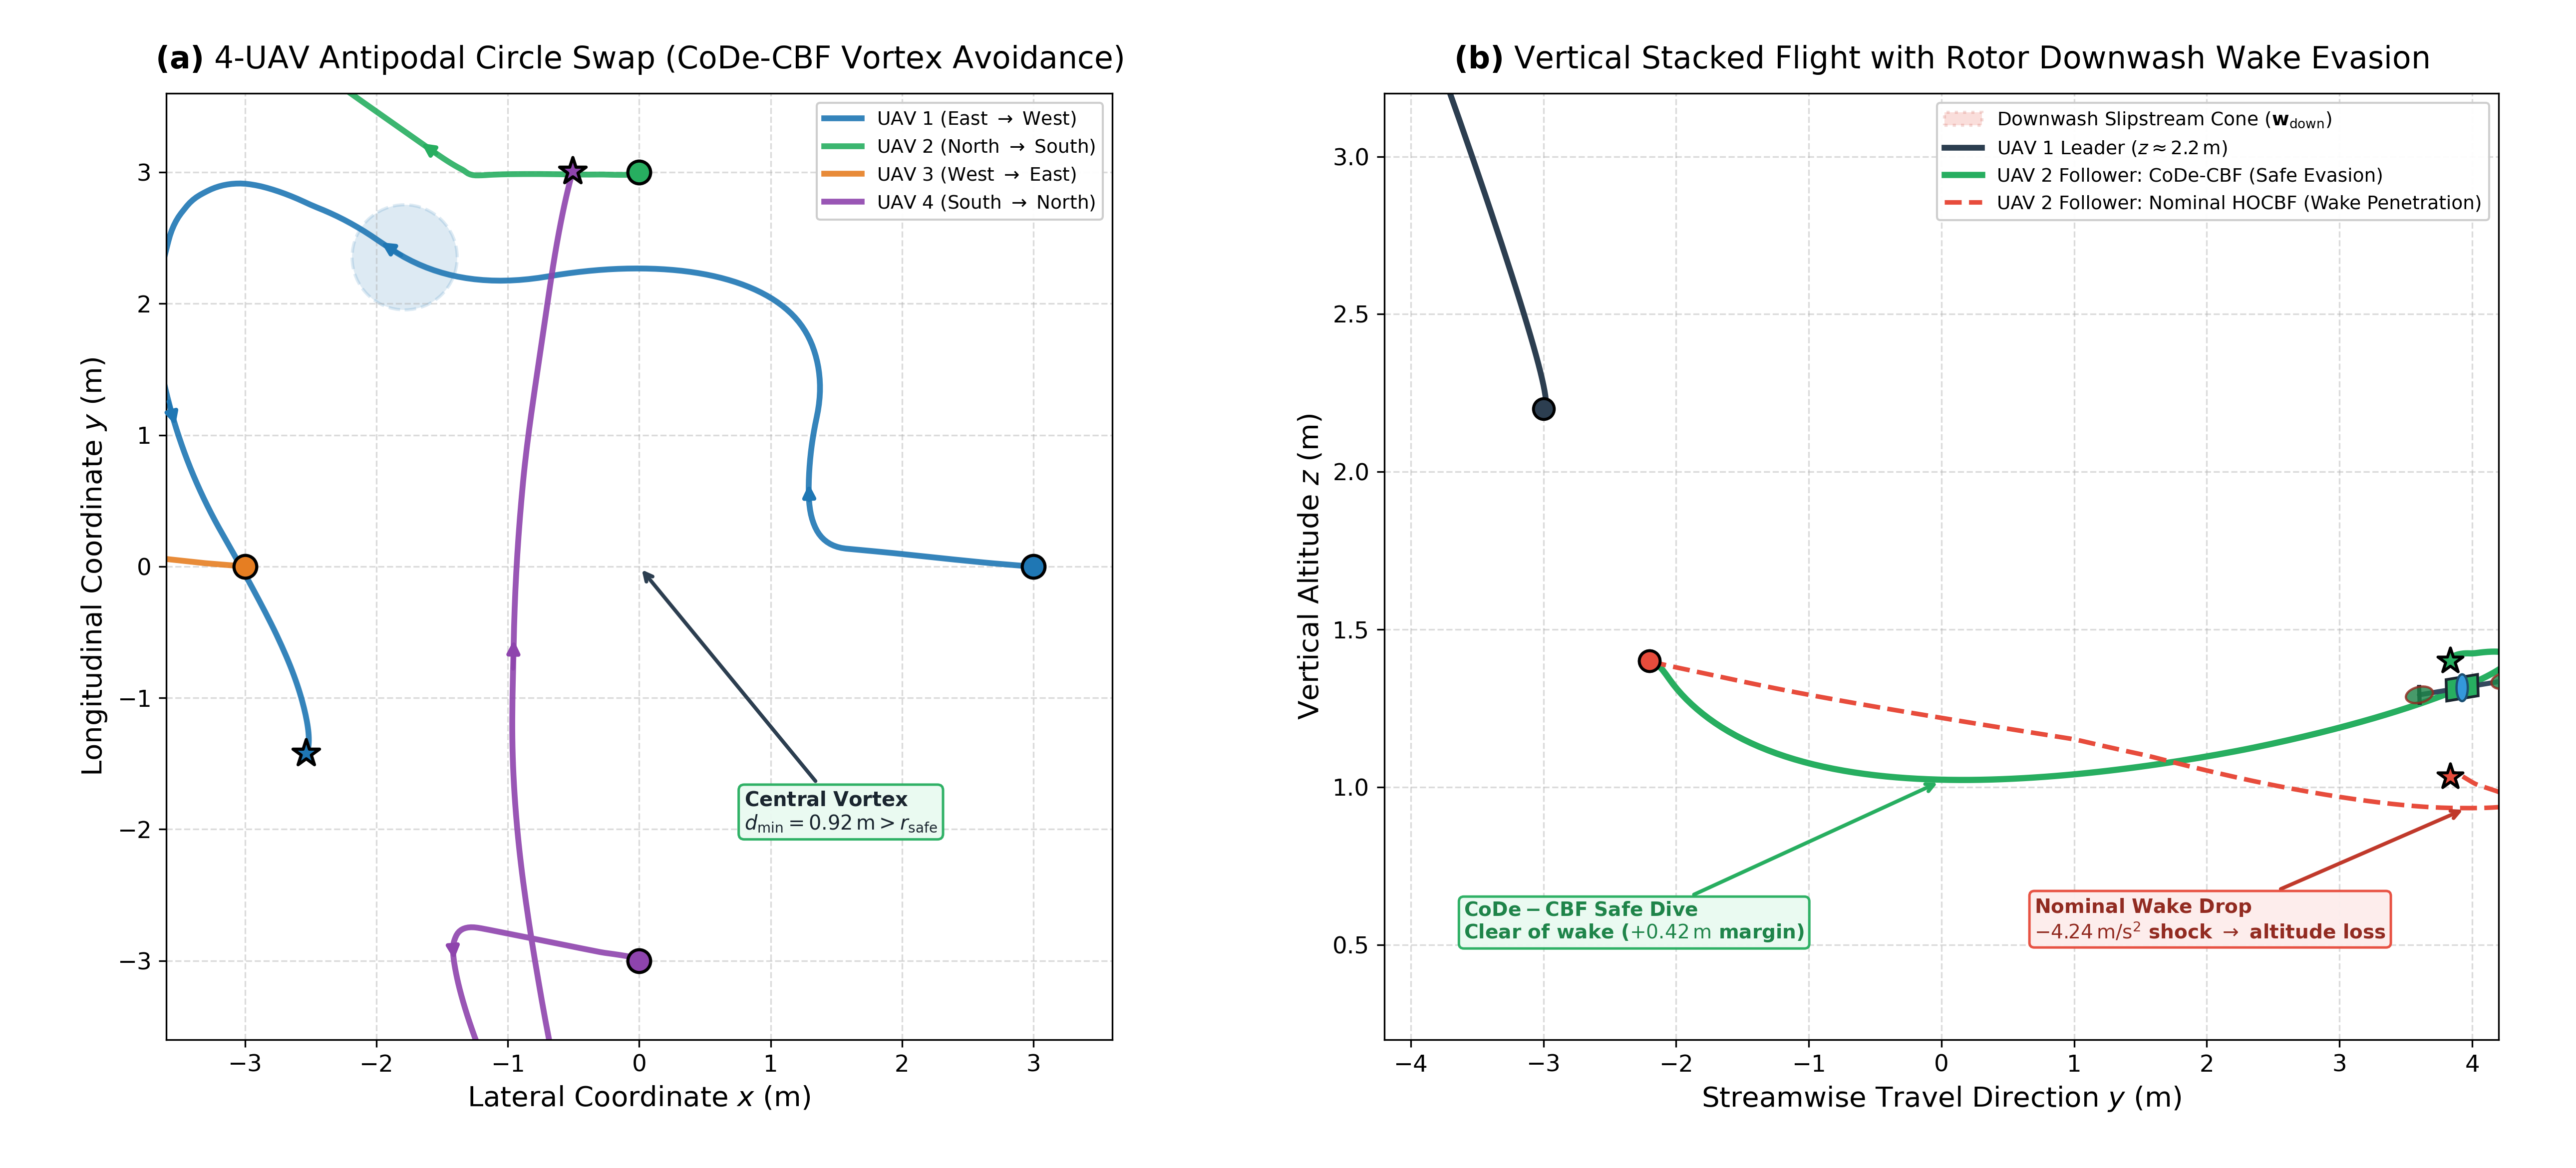 (a) 4-UAV Antipodal Circle Swap (CoDe-CBF Vortex Avoidance)
UAV 1 (East → West)
UAV 2 (North → South)
UAV 3 (West → East)
UAV 4 (South → North)
Central Vortex
d_min = 0.92 m > r_safe
3
2
1
0
−1
−2
−3
Longitudinal Coordinate y (m)
−3 −2 −1 0 1 2 3
Lateral Coordinate x (m)
(b) Vertical Stacked Flight with Rotor Downwash Wake Evasion
Downwash Slipstream Cone (w_down)
UAV 1 Leader (z ≈ 2.2 m)
UAV 2 Follower: CoDe-CBF (Safe Evasion)
UAV 2 Follower: Nominal HOCBF (Wake Penetration)
CoDe − CBF Safe Dive
Clear of wake (+0.42 m margin)
Nominal Wake Drop
−4.24 m/s² shock → altitude loss
3.0
2.5
2.0
1.5
1.0
0.5
Vertical Altitude z (m)
−4 −3 −2 −1 0 1 2 3 4
Streamwise Travel Direction y (m)